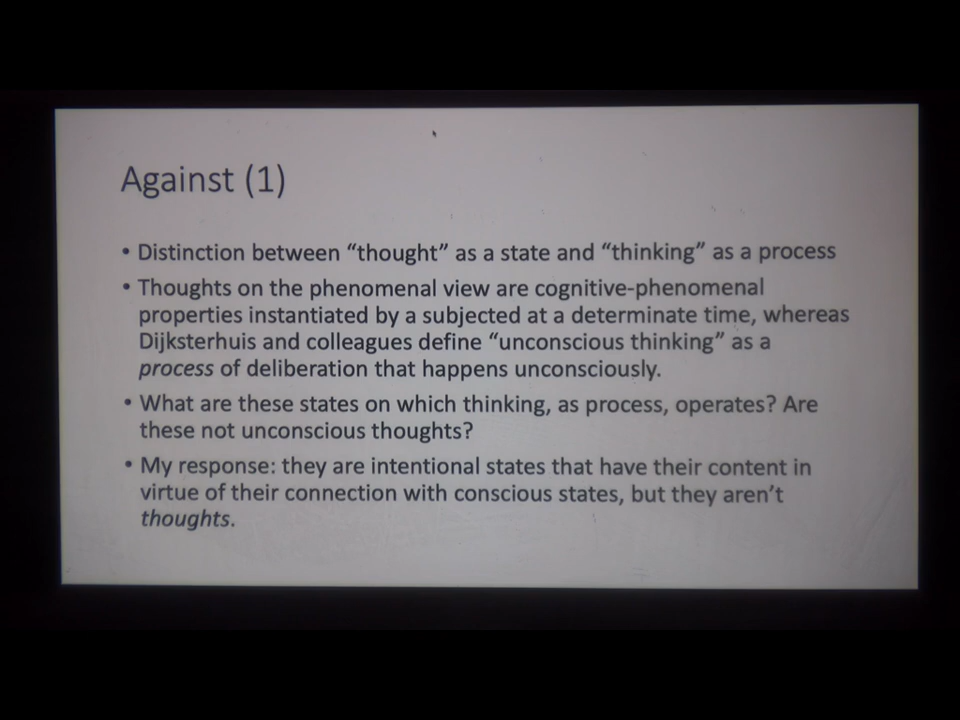 Against (1)
• Distinction between “thought” as a state and “thinking” as a process
• Thoughts on the phenomenal view are cognitive-phenomenal
properties instantiated by a subjected at a determinate time, whereas
Dijksterhuis and colleagues define “unconscious thinking” as a
process of deliberation that happens unconsciously.
• What are these states on which thinking, as process, operates? Are
these not unconscious thoughts?
• My response: they are intentional states that have their content in
virtue of their connection with conscious states, but they aren’t
thoughts.